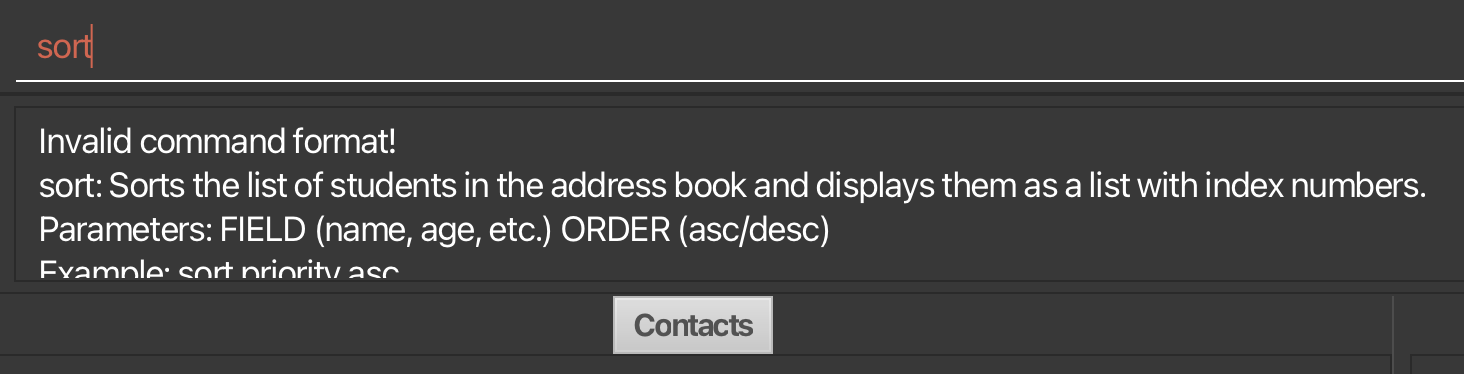 sort
Invalid command format!
sort: Sorts the list of students in the address book and displays them as a list with index numbers.
Parameters: FIELD (name, age, etc.) ORDER (asc/desc)
Example: sort priority asc
Contacts